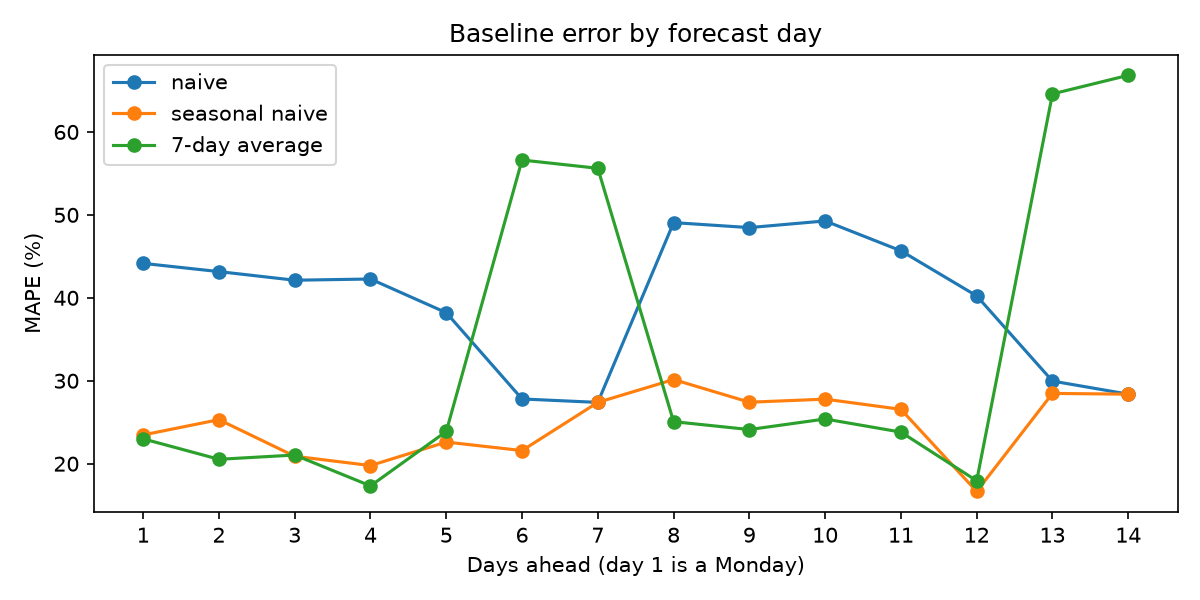 Baseline error by forecast day
naive
seasonal naive
7-day average
MAPE (%)
60
50
40
30
20
1 2 3 4 5 6 7 8 9 10 11 12 13 14
Days ahead (day 1 is a Monday)